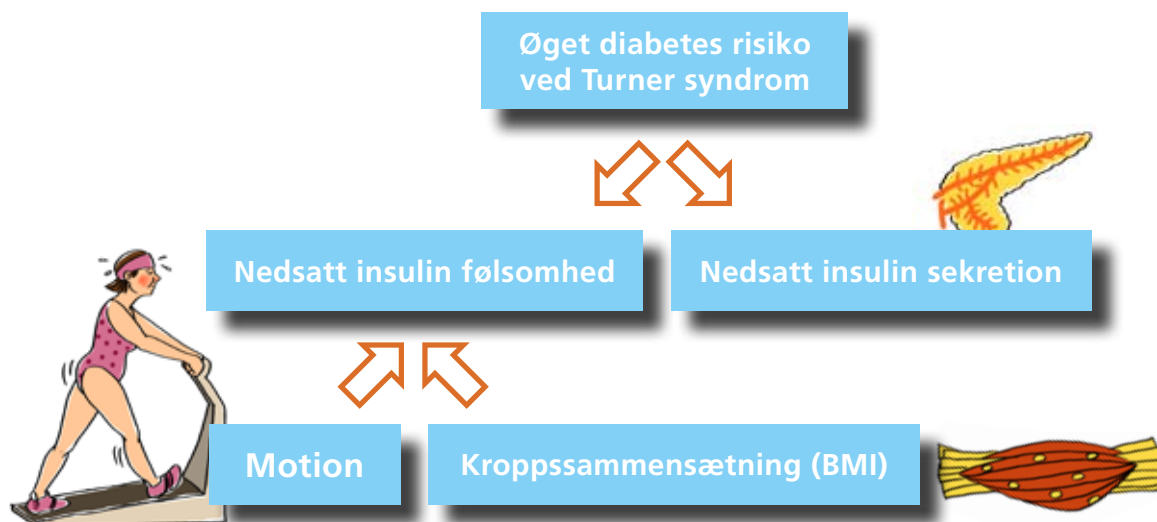 Øget diabetes risiko
ved Turner syndrom
Nedsatt insulin følsomhed
Nedsatt insulin sekretion
Motion
Kroppssammensætning (BMI)